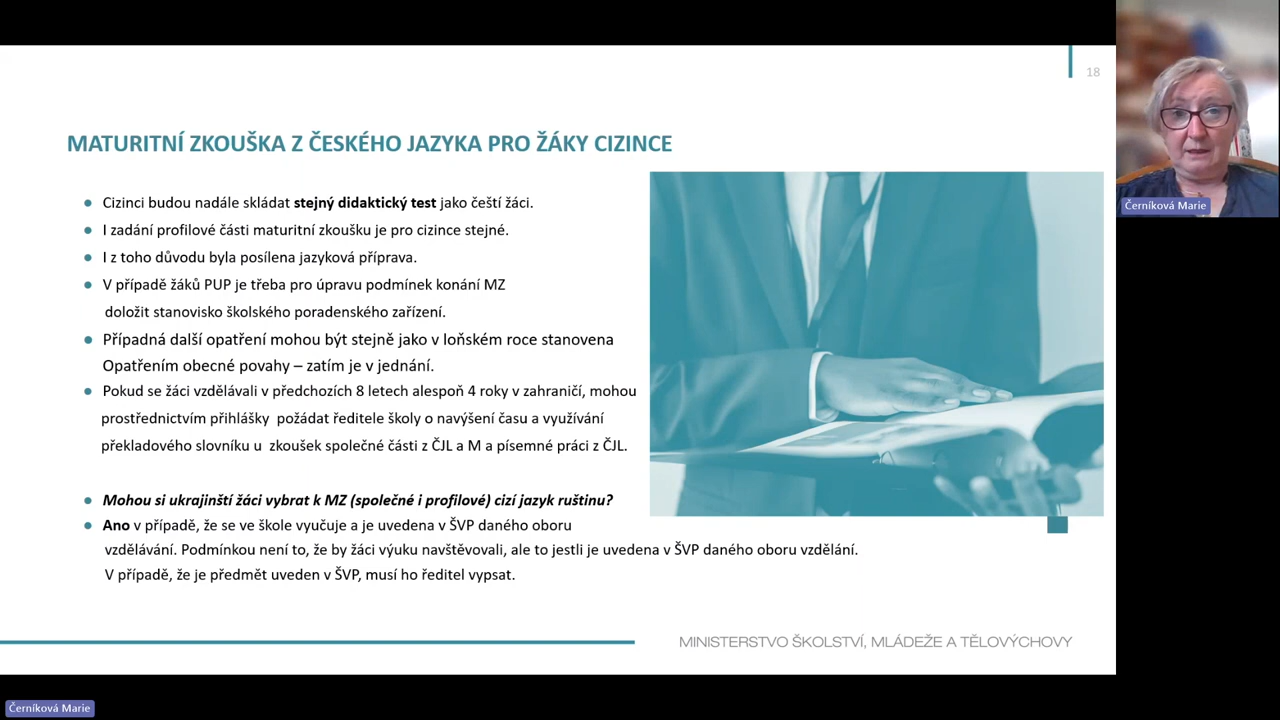 18
MATURITNÍ ZKOUŠKA Z ČESKÉHO JAZYKA PRO ŽÁKY CIZINCE
Cizinci budou nadále skládat stejný didaktický test jako čeští žáci.
I zadání profilové části maturitní zkoušku je pro cizince stejné.
I z toho důvodu byla posílena jazyková příprava.
V případě žáků PUP je třeba pro úpravu podmínek konání MZ
doložit stanovisko školského poradenského zařízení.
Případná další opatření mohou být stejně jako v loňském roce stanovena
Opatřením obecné povahy – zatím je v jednání.
Pokud se žáci vzdělávali v předchozích 8 letech alespoň 4 roky v zahraničí, mohou
prostřednictvím přihlášky požádat ředitele školy o navýšení času a využívání
překladového slovníku u zkoušek společné části z ČJL a M a písemné práci z ČJL.
Mohou si ukrajinští žáci vybrat k MZ (společné i profilové) cizí jazyk ruštinu?
Ano v případě, že se ve škole vyučuje a je uvedena v ŠVP daného oboru
vzdělávání. Podmínkou není to, že by žáci výuku navštěvovali, ale to jestli je uvedena v ŠVP daného oboru vzdělání.
V případě, že je předmět uveden v ŠVP, musí ho ředitel vypsat.
MINISTERSTVO ŠKOLSTVÍ, MLÁDEŽE A TĚLOVÝCHOVY
Černíková Marie
Černíková Marie